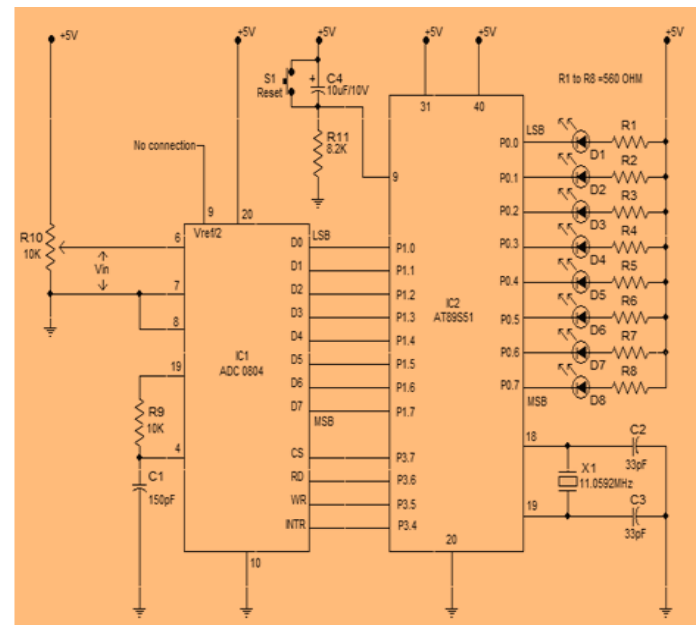 +5V
+5V
+5V
+5V
+5V
+5V
S1
Reset
+
C4
10uF/10V
R11
8.2K
31
40
R1 to R8 =560 OHM
No connection
9
20
Vref/2
9
R10
10K
Vin
6
7
8
19
4
R9
10K
C1
150pF
IC1
ADC 0804
10
D0
LSB
P1.0
D1
P1.1
D2
P1.2
D3
P1.3
D4
P1.4
D5
P1.5
D6
P1.6
D7
MSB
P1.7
CS
P3.7
RD
P3.6
WR
P3.5
INTR
P3.4
IC2
AT89S51
20
P0.0
LSB
D1
R1
P0.1
D2
R2
P0.2
D3
R3
P0.3
D4
R4
P0.4
D5
R5
P0.5
D6
R6
P0.6
D7
R7
P0.7
MSB
D8
R8
18
C2
33pF
X1
11.0592MHz
19
C3
33pF